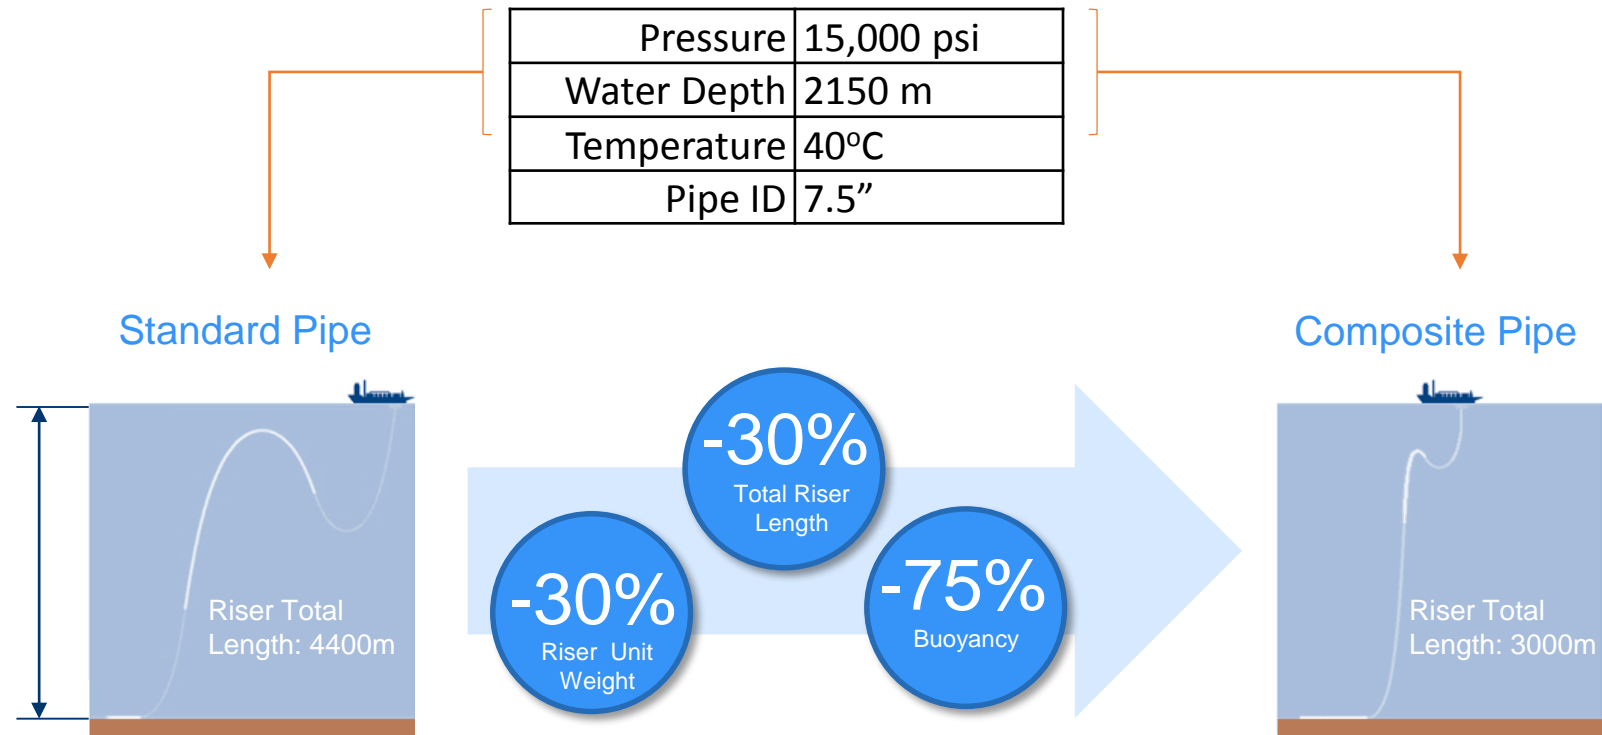 Pressure 15,000 psi
Water Depth 2150 m
Temperature 40°C
Pipe ID 7.5”
Standard Pipe
Composite Pipe
-30%
Total Riser
Length
-30%
Riser Unit
Weight
-75%
Buoyancy
Riser Total
Length: 4400m
Riser Total
Length: 3000m